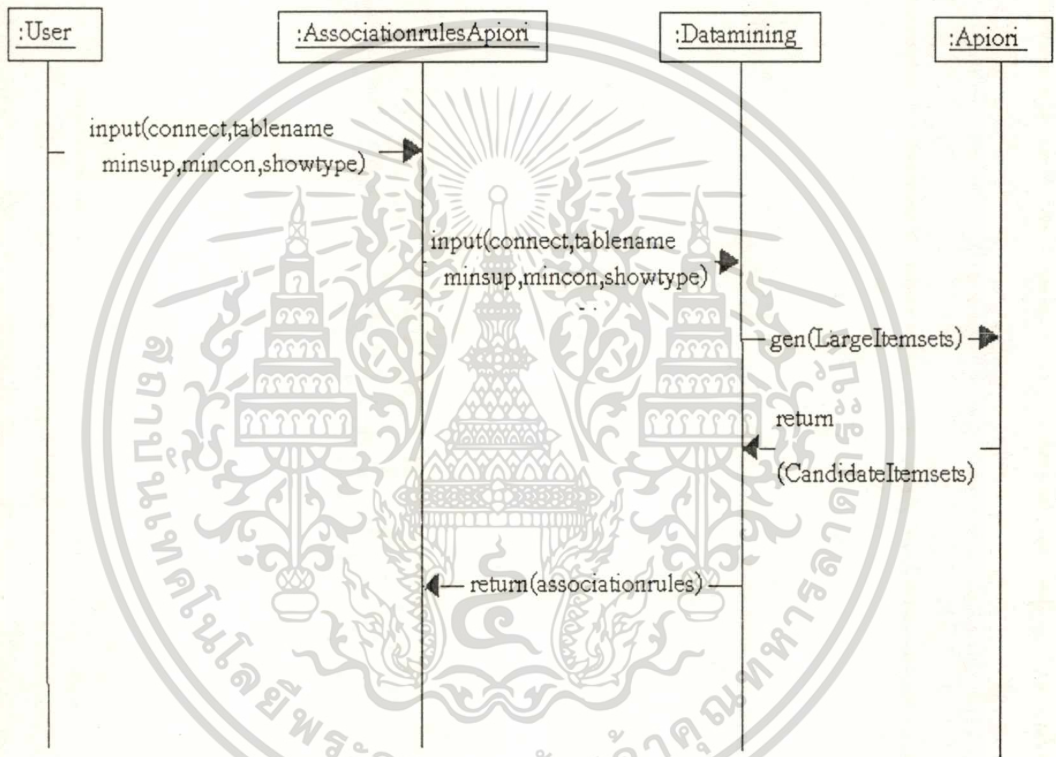 :User
:AssociationrulesApiori
:Datamining
:Apiori
input(connect,tablename
minsup,mincon,showtype)
input(connect,tablename
minsup,mincon,showtype)
gen(LargeItemsets)
return
(CandidateItemsets)
return(associationrules)